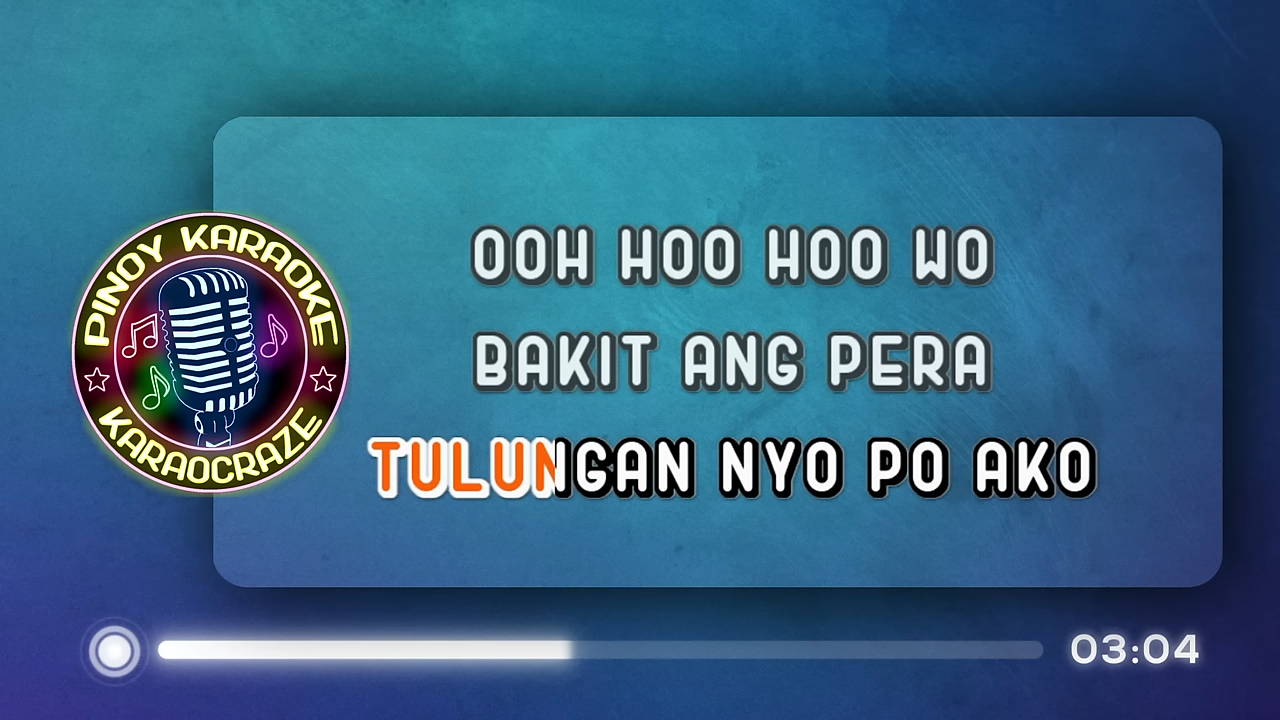 PINOY KARAOKE
KARAOCRAZE
OOH HOO HOO WO
BAKIT ANG PERA
TULUNGAN NYO PO AKO
03:04